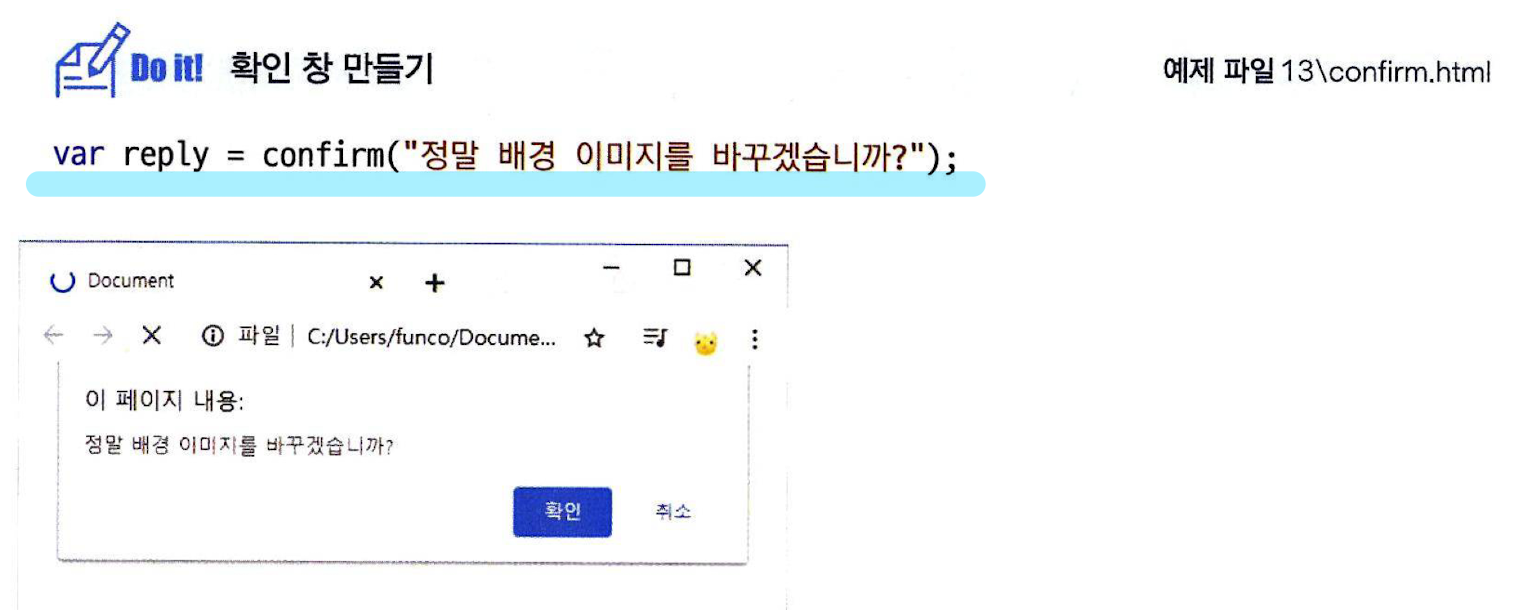 Do it! 확인 창 만들기
예제 파일 13\confirm.html
var reply = confirm("정말 배경 이미지를 바꾸겠습니까?");
Document
파일 | C:/Users/funco/Docume...
이 페이지 내용:
정말 배경 이미지를 바꾸겠습니까?
확인 취소